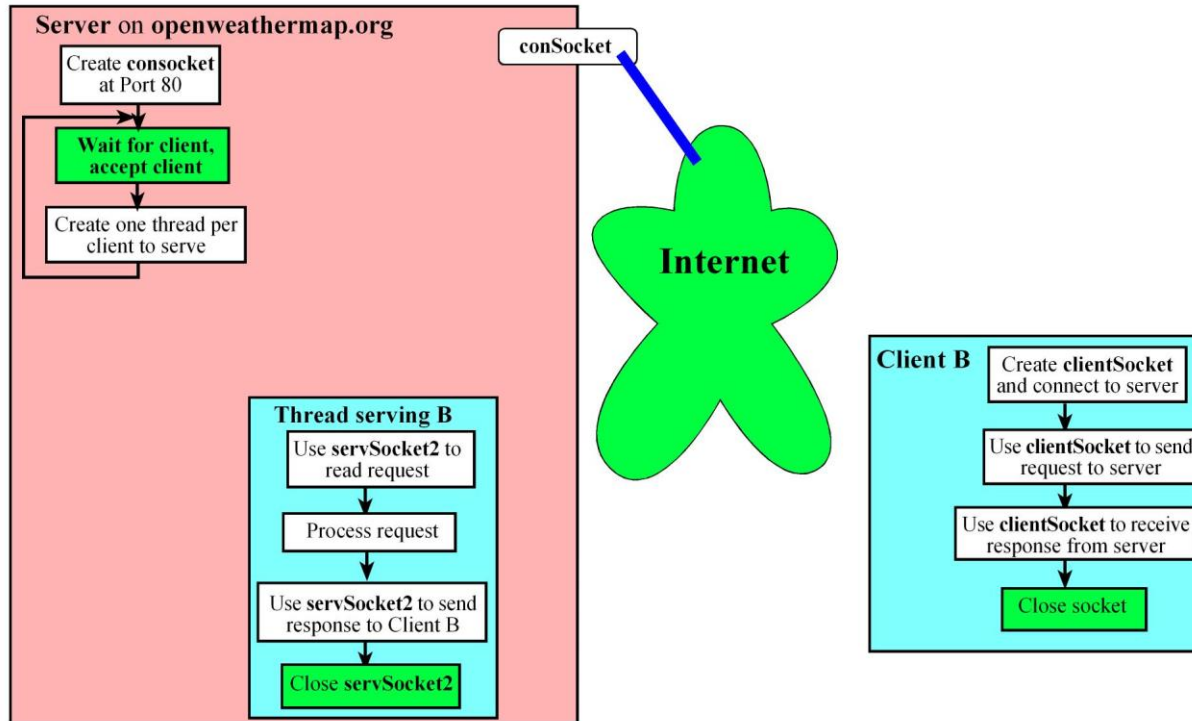 Server on openweathermap.org
Create consocket
at Port 80
Wait for client,
accept client
Create one thread per
client to serve
conSocket
Internet
Thread serving B
Use servSocket2 to
read request
Process request
Use servSocket2 to send
response to Client B
Close servSocket2
Client B
Create clientSocket
and connect to server
Use clientSocket to send
request to server
Use clientSocket to receive
response from server
Close socket